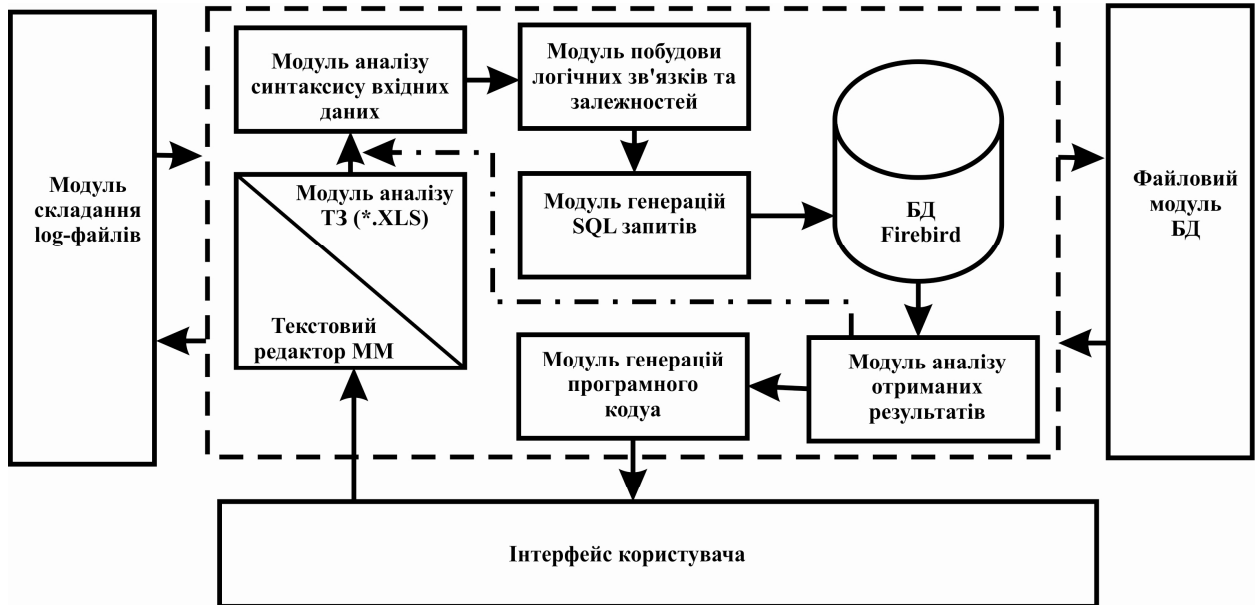 Модуль
складання
log-файлів
Модуль аналізу
синтаксису вхідних
даних
Модуль побудови
логічних зв'язків та
залежностей
Модуль аналізу
ТЗ (*.XLS)
Текстовий
редактор ММ
Модуль генерацій
SQL запитів
БД
Firebird
Модуль генерацій
програмного
кодуа
Модуль аналізу
отриманих
результатів
Файловий
модуль
БД
Інтерфейс користувача